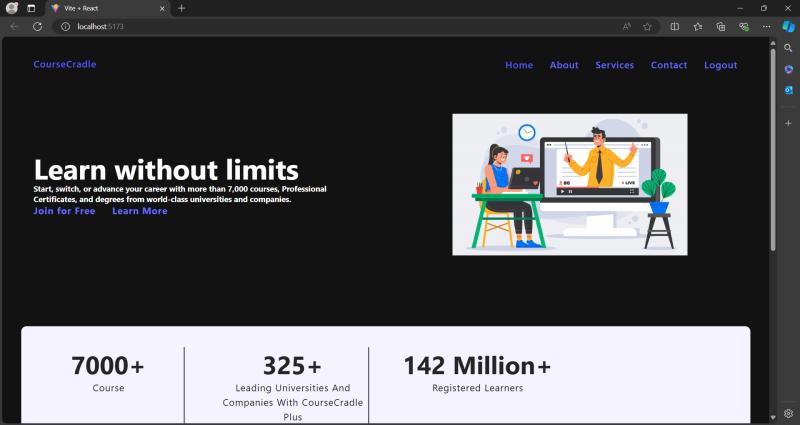 Vite + React
localhost:5173
CourseCradle
Home About Services Contact Logout
Learn without limits
Start, switch, or advance your career with more than 7,000 courses, Professional
Certificates, and degrees from world-class universities and companies.
Join for Free Learn More
80
LIVE
7000+
Course
325+
Leading Universities And
Companies With CourseCradle
Plus
142 Million+
Registered Learners